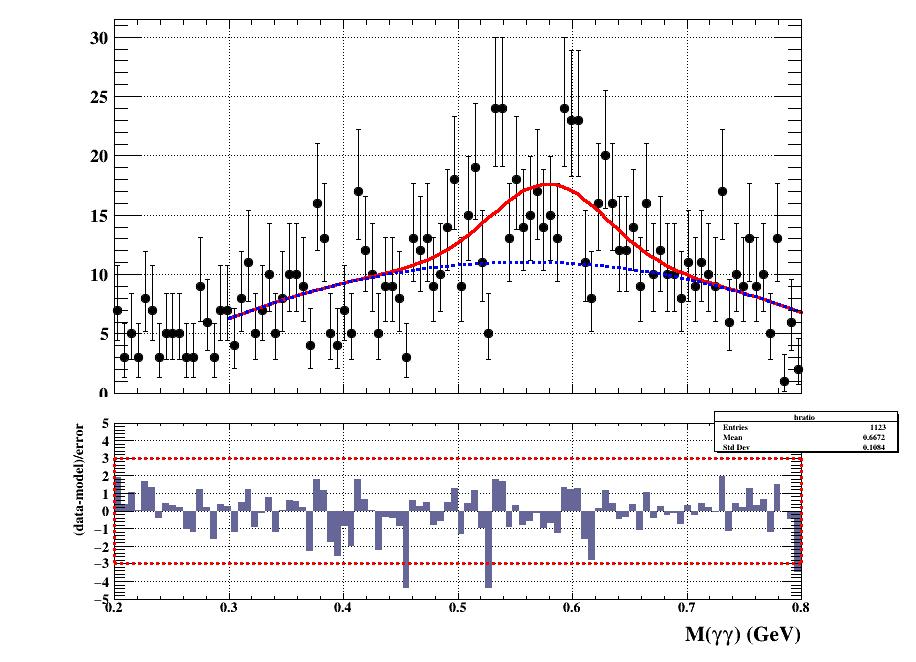 30
25
20
15
10
5
0
hratio
Entries 1123
Mean 0.6672
Std Dev 0.1084
(data-model)/error
5
4
3
2
1
0
−1
−2
−3
−4
−5
0.2 0.3 0.4 0.5 0.6 0.7 0.8
M(γγ) (GeV)